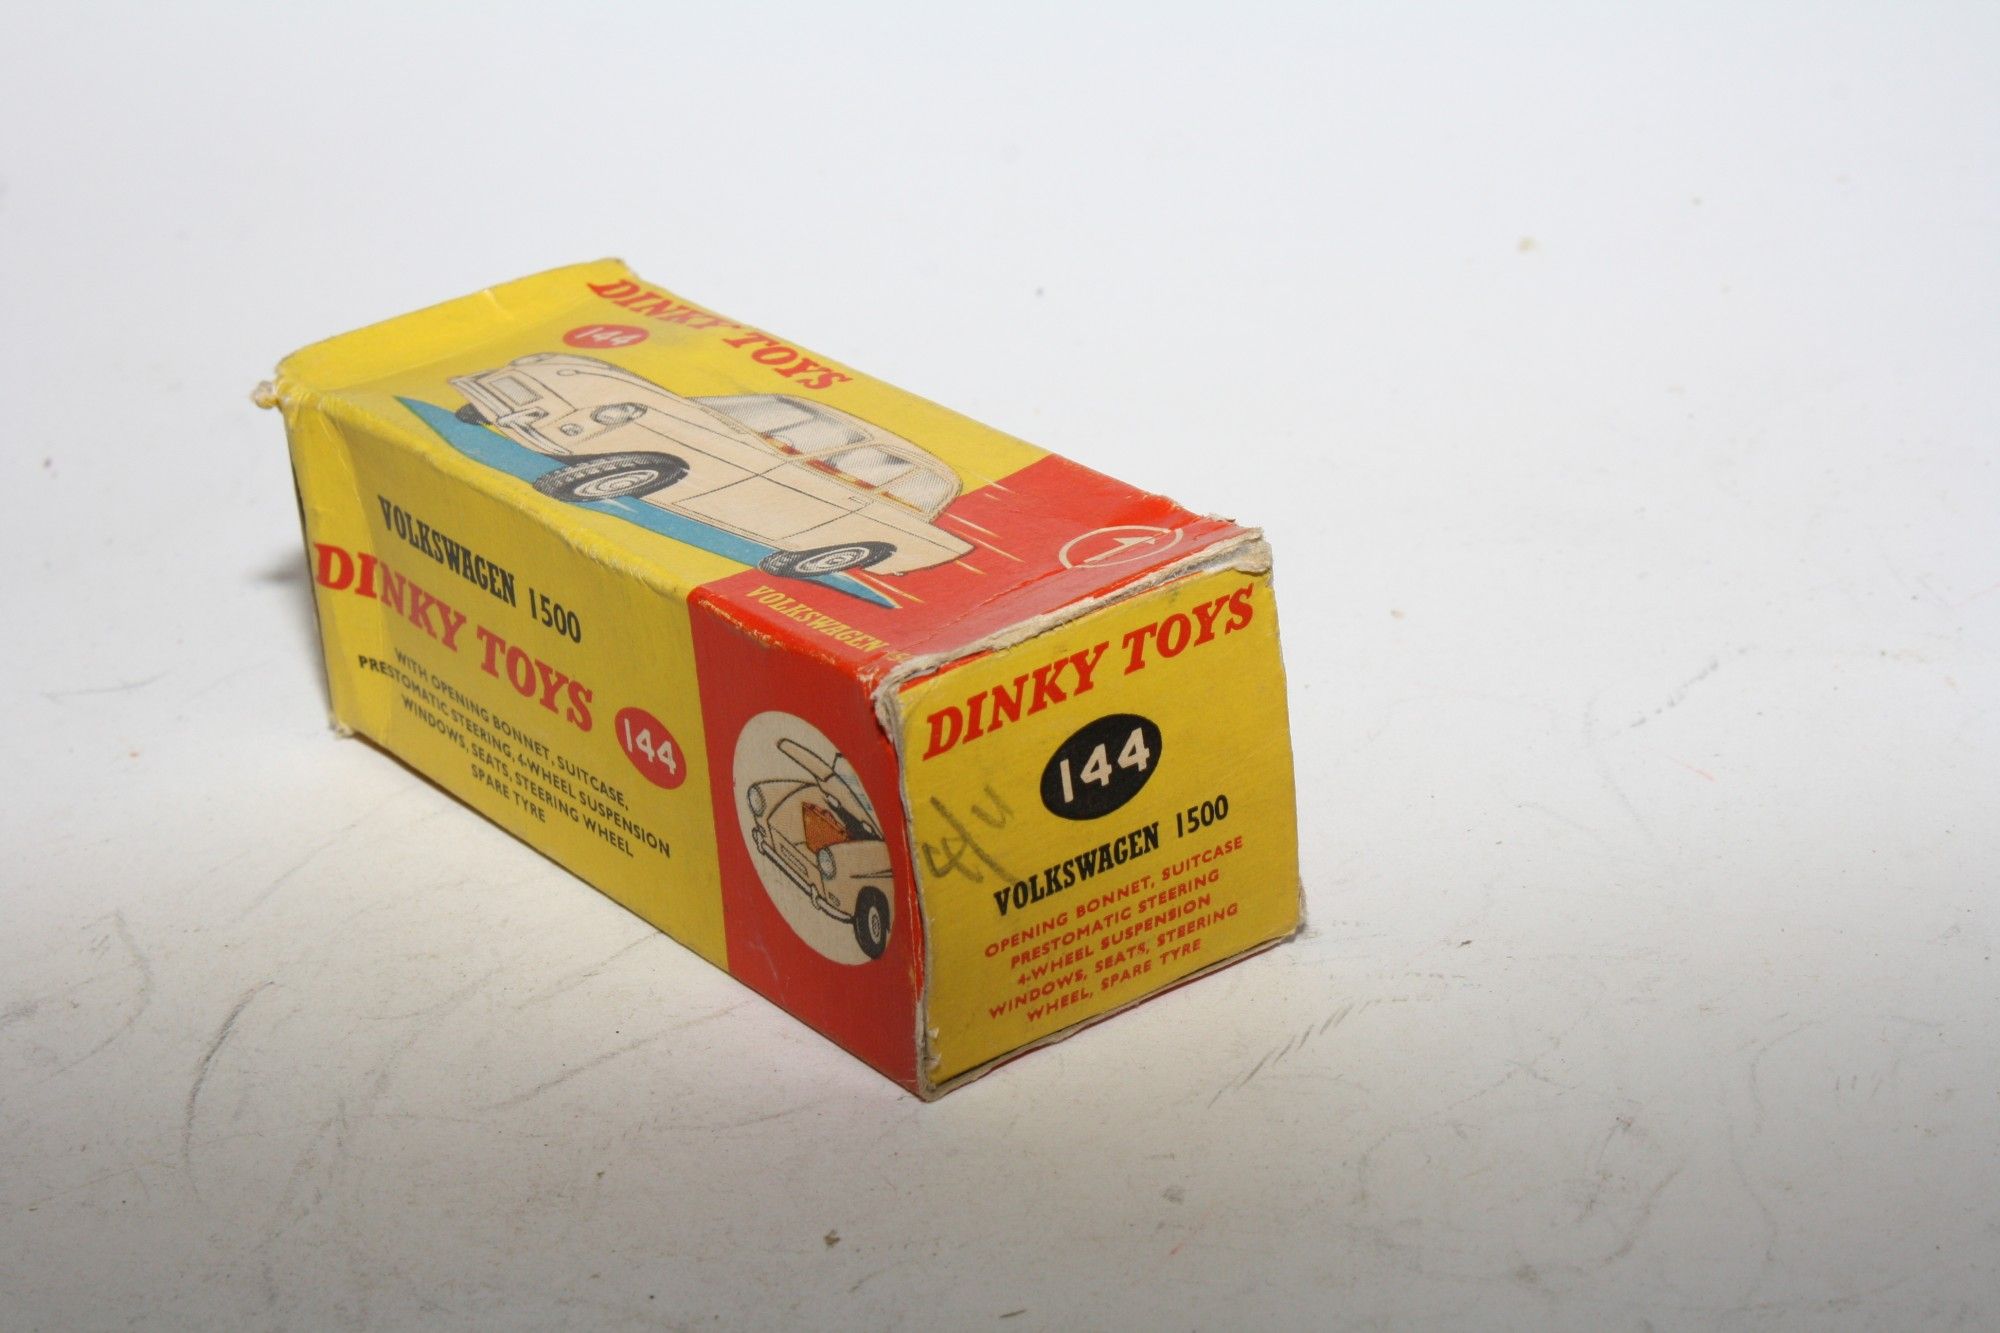 DINKY TOYS
144
VOLKSWAGEN
VOLKSWAGEN 1500
DINKY TOYS
144
WITH OPENING BONNET, SUITCASE,
PRESTOMATIC STEERING, 4-WHEEL SUSPENSION
WINDOWS, SEATS, STEERING WHEEL
SPARE TYRE
DINKY TOYS
144
VOLKSWAGEN 1500
OPENING BONNET, SUITCASE
PRESTOMATIC STEERING
4-WHEEL SUSPENSION
WINDOWS, SEATS, STEERING
WHEEL, SPARE TYRE